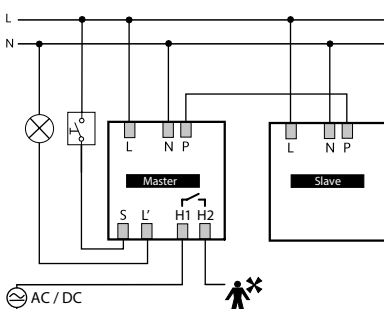 L
N
L N P L N P
Master Slave
S L' H1 H2
AC / DC